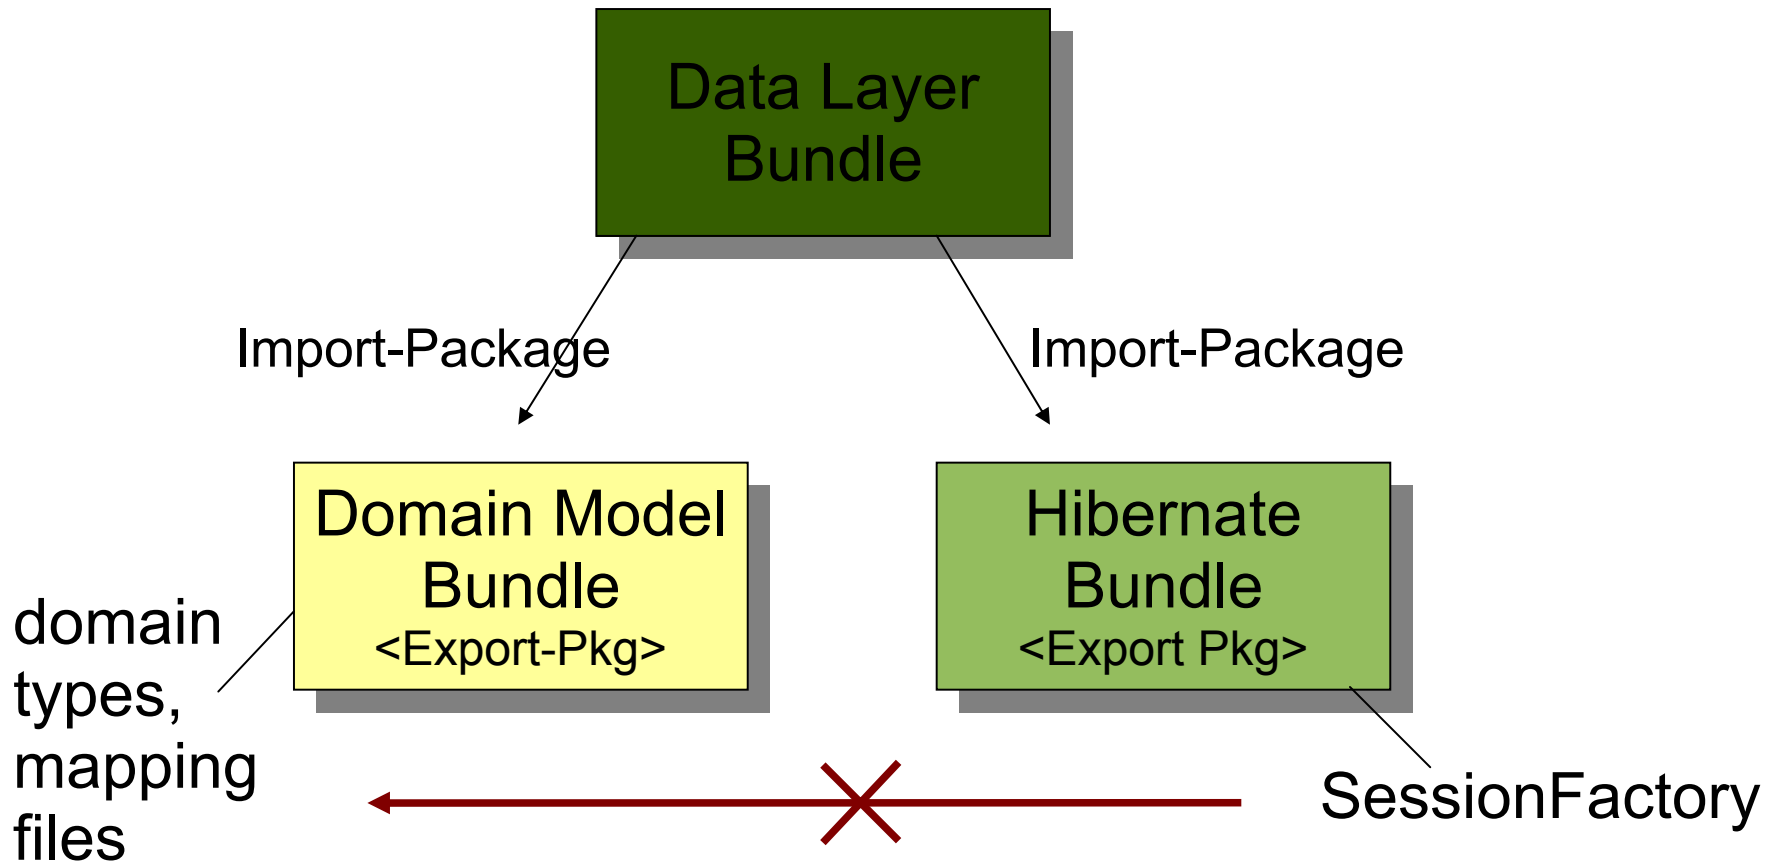 Data Layer
Bundle
Import-Package
Import-Package
Domain Model
Bundle
<Export-Pkg>
Hibernate
Bundle
<Export Pkg>
domain
types,
mapping
files
SessionFactory